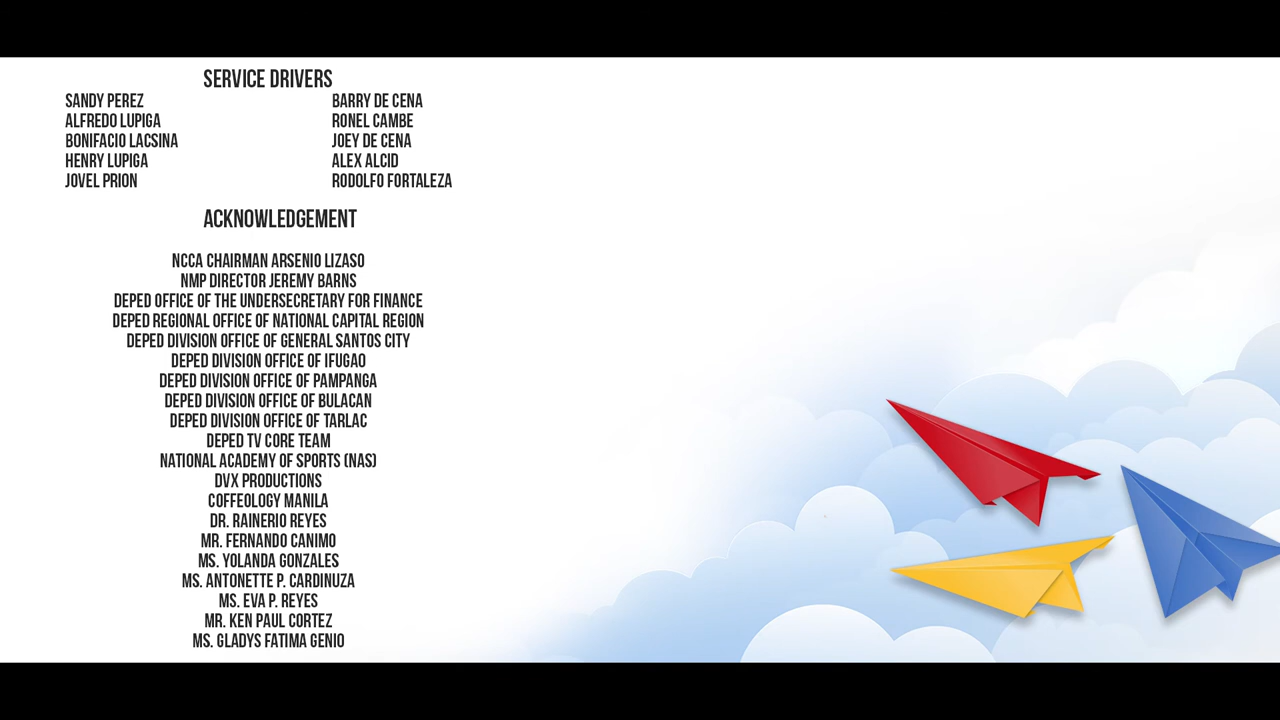 SERVICE DRIVERS
SANDY PEREZ
ALFREDO LUPIGA
BONIFACIO LACSINA
HENRY LUPIGA
JOVEL PRION
BARRY DE CENA
RONEL CAMBE
JOEY DE CENA
ALEX ALCID
RODOLFO FORTALEZA
ACKNOWLEDGEMENT
NCCA CHAIRMAN ARSENIO LIZASO
NMP DIRECTOR JEREMY BARNS
DEPED OFFICE OF THE UNDERSECRETARY FOR FINANCE
DEPED REGIONAL OFFICE OF NATIONAL CAPITAL REGION
DEPED DIVISION OFFICE OF GENERAL SANTOS CITY
DEPED DIVISION OFFICE OF IFUGAO
DEPED DIVISION OFFICE OF PAMPANGA
DEPED DIVISION OFFICE OF BULACAN
DEPED DIVISION OFFICE OF TARLAC
DEPED TV CORE TEAM
NATIONAL ACADEMY OF SPORTS (NAS)
DVX PRODUCTIONS
COFFEOLOGY MANILA
DR. RAINERIO REYES
MR. FERNANDO CANIMO
MS. YOLANDA GONZALES
MS. ANTONETTE P. CARDINUZA
MS. EVA P. REYES
MR. KEN PAUL CORTEZ
MS. GLADYS FATIMA GENIO